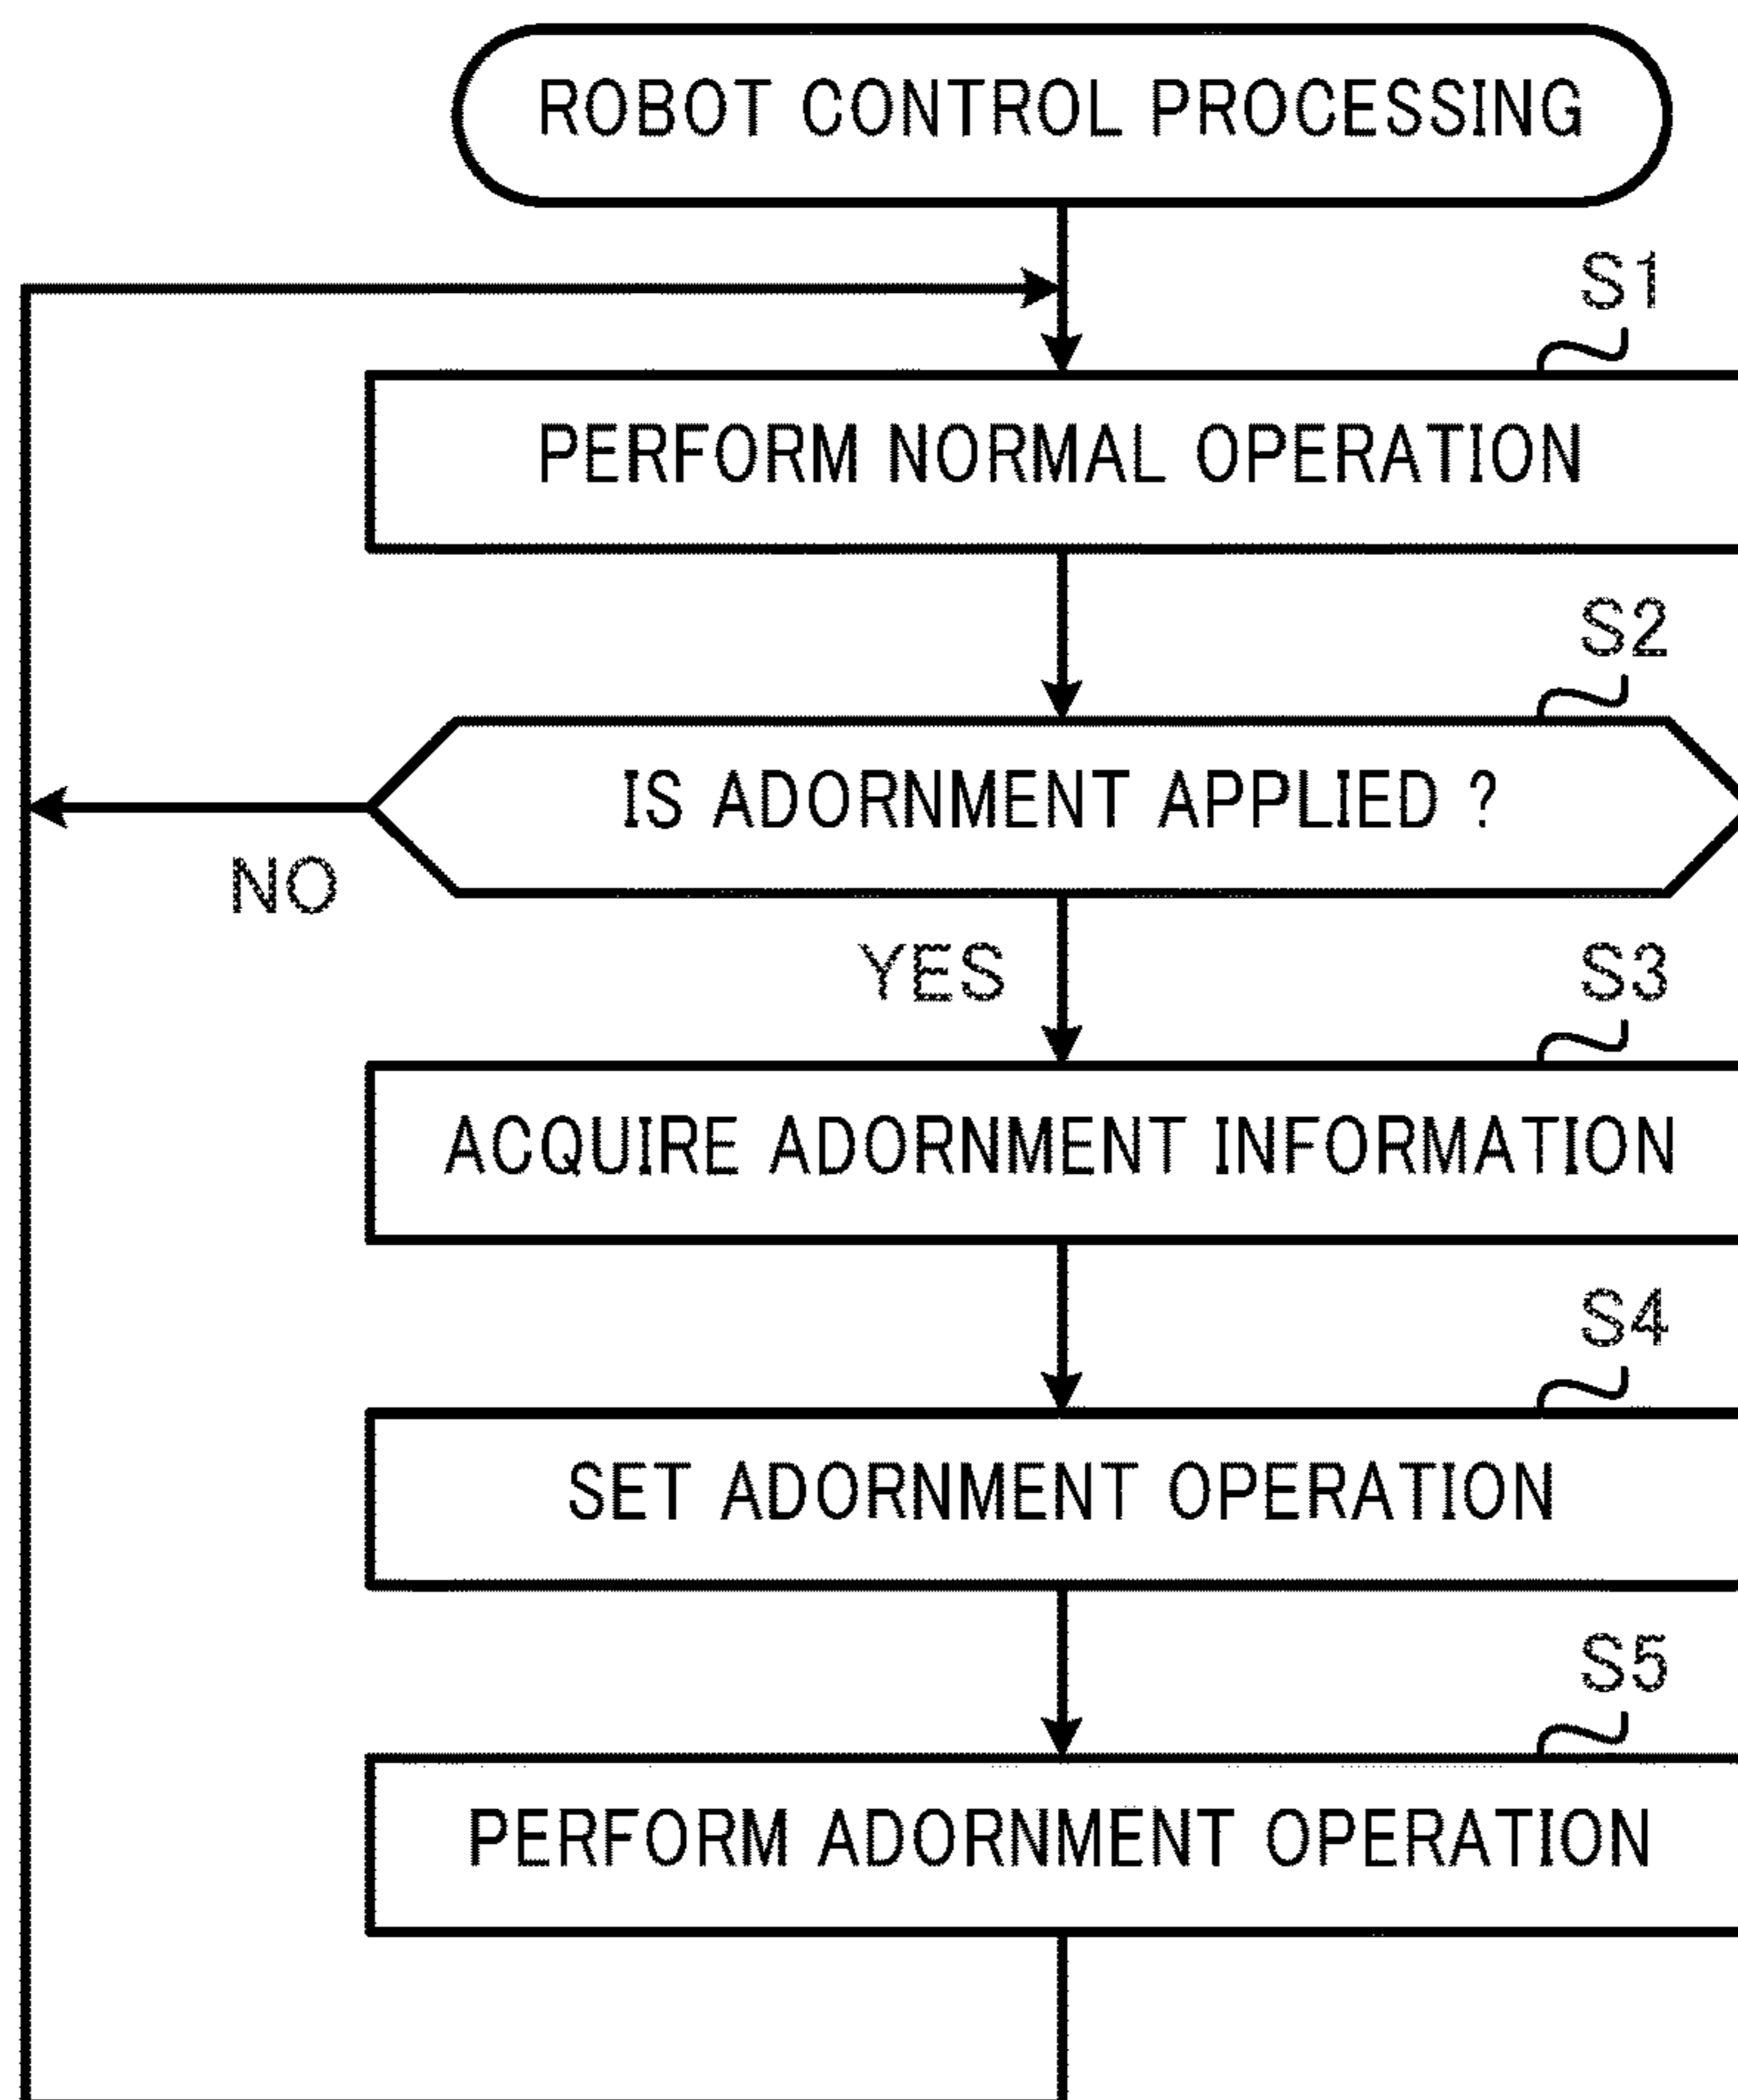 ROBOT CONTROL PROCESSING
S1
PERFORM NORMAL OPERATION
S2
IS ADORNMENT APPLIED ?
NO
YES
S3
ACQUIRE ADORNMENT INFORMATION
S4
SET ADORNMENT OPERATION
S5
PERFORM ADORNMENT OPERATION